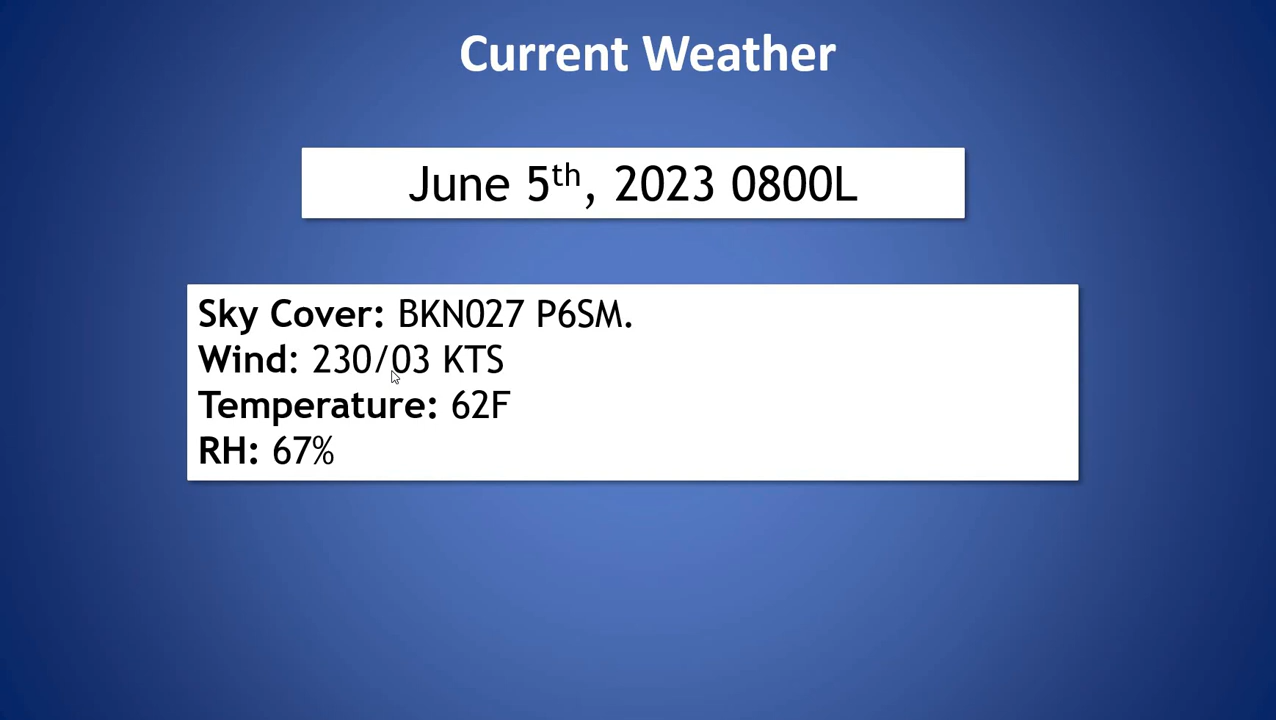 Current Weather
June 5th, 2023 0800L
Sky Cover: BKN027 P6SM.
Wind: 230/03 KTS
Temperature: 62F
RH: 67%